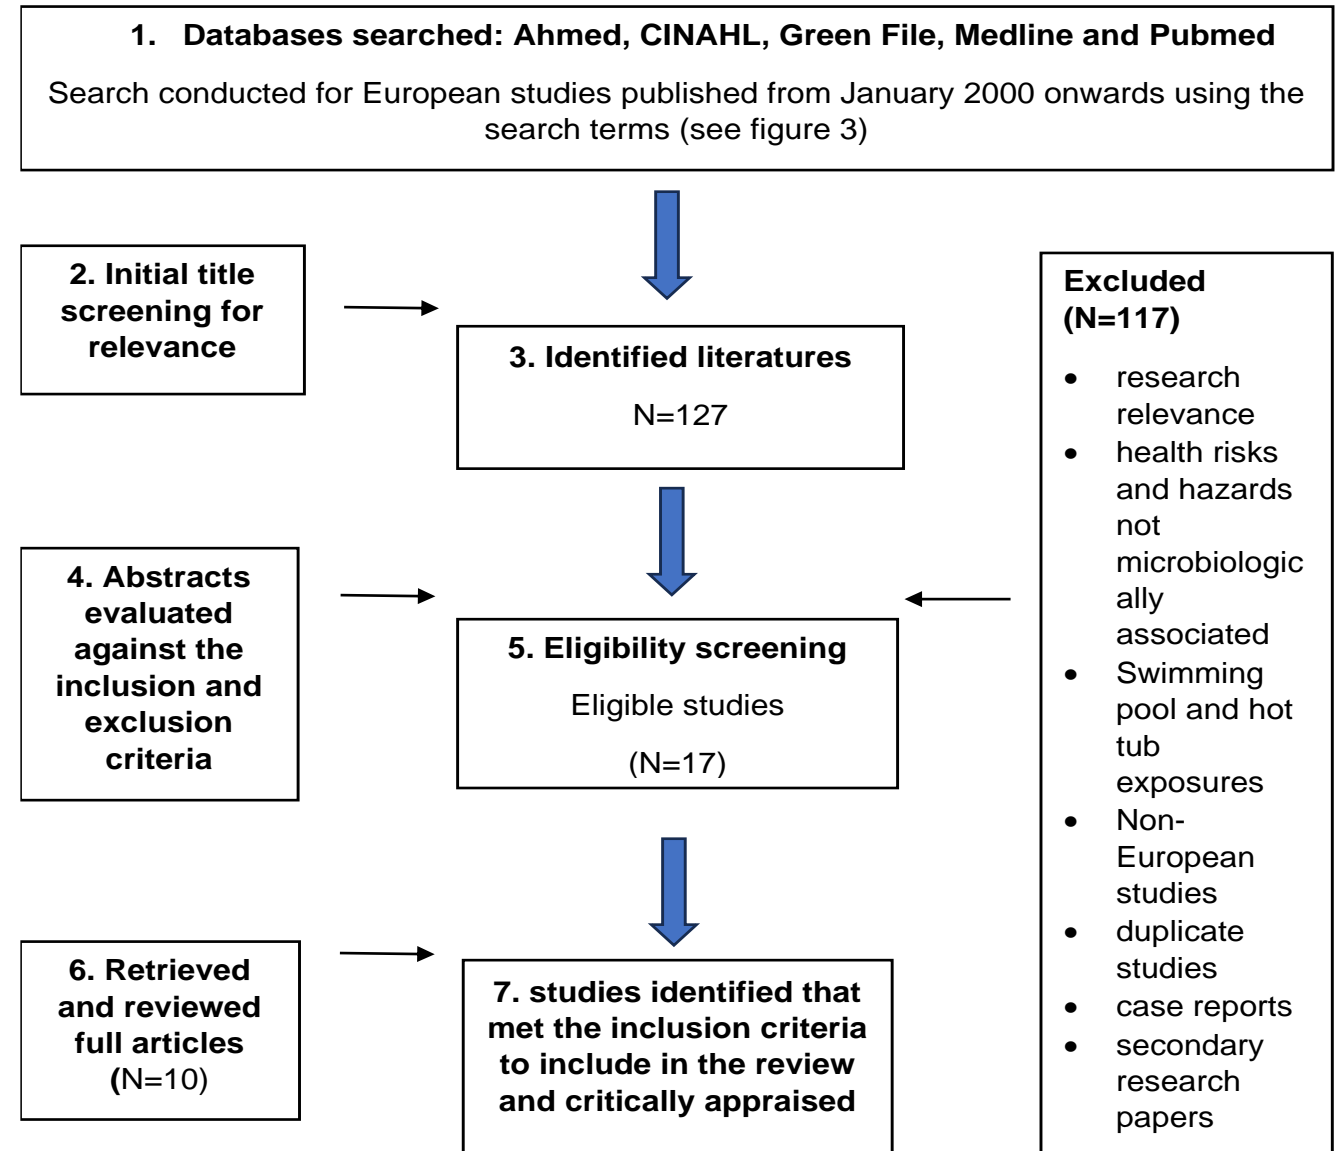 1. Databases searched: Ahmed, CINAHL, Green File, Medline and Pubmed
Search conducted for European studies published from January 2000 onwards using the
search terms (see figure 3)
2. Initial title
screening for
relevance
3. Identified literatures
N=127
4. Abstracts
evaluated
against the
inclusion and
exclusion
criteria
5. Eligibility screening
Eligible studies
(N=17)
6. Retrieved
and reviewed
full articles
(N=10)
7. studies identified that
met the inclusion criteria
to include in the review
and critically appraised
Excluded
(N=117)
• research
relevance
• health risks
and hazards
not
microbiologic
ally
associated
• Swimming
pool and hot
tub
exposures
• Non-
European
studies
• duplicate
studies
• case reports
• secondary
research
papers